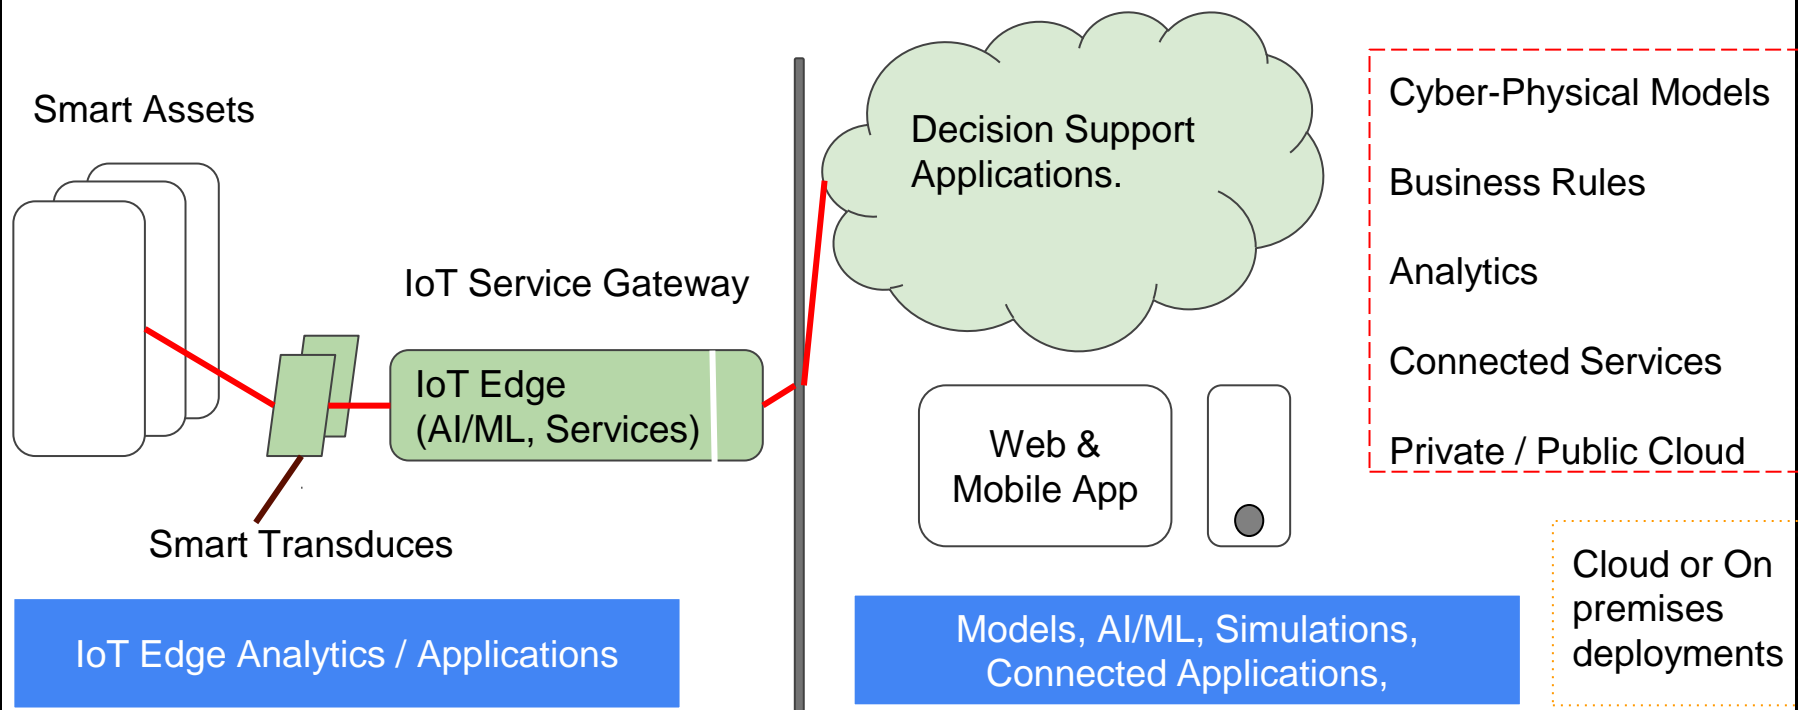 Smart Assets
IoT Service Gateway
IoT Edge
(AI/ML, Services)
Smart Transduces
IoT Edge Analytics / Applications
Decision Support
Applications.
Web &
Mobile App
Models, AI/ML, Simulations,
Connected Applications,
Cyber-Physical Models
Business Rules
Analytics
Connected Services
Private / Public Cloud
Cloud or On
premises
deployments